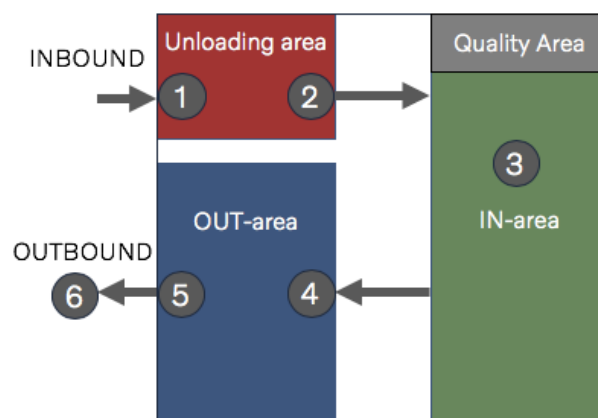 Unloading area
Quality Area
INBOUND
1
2
3
OUT-area
IN-area
OUTBOUND
6
5
4